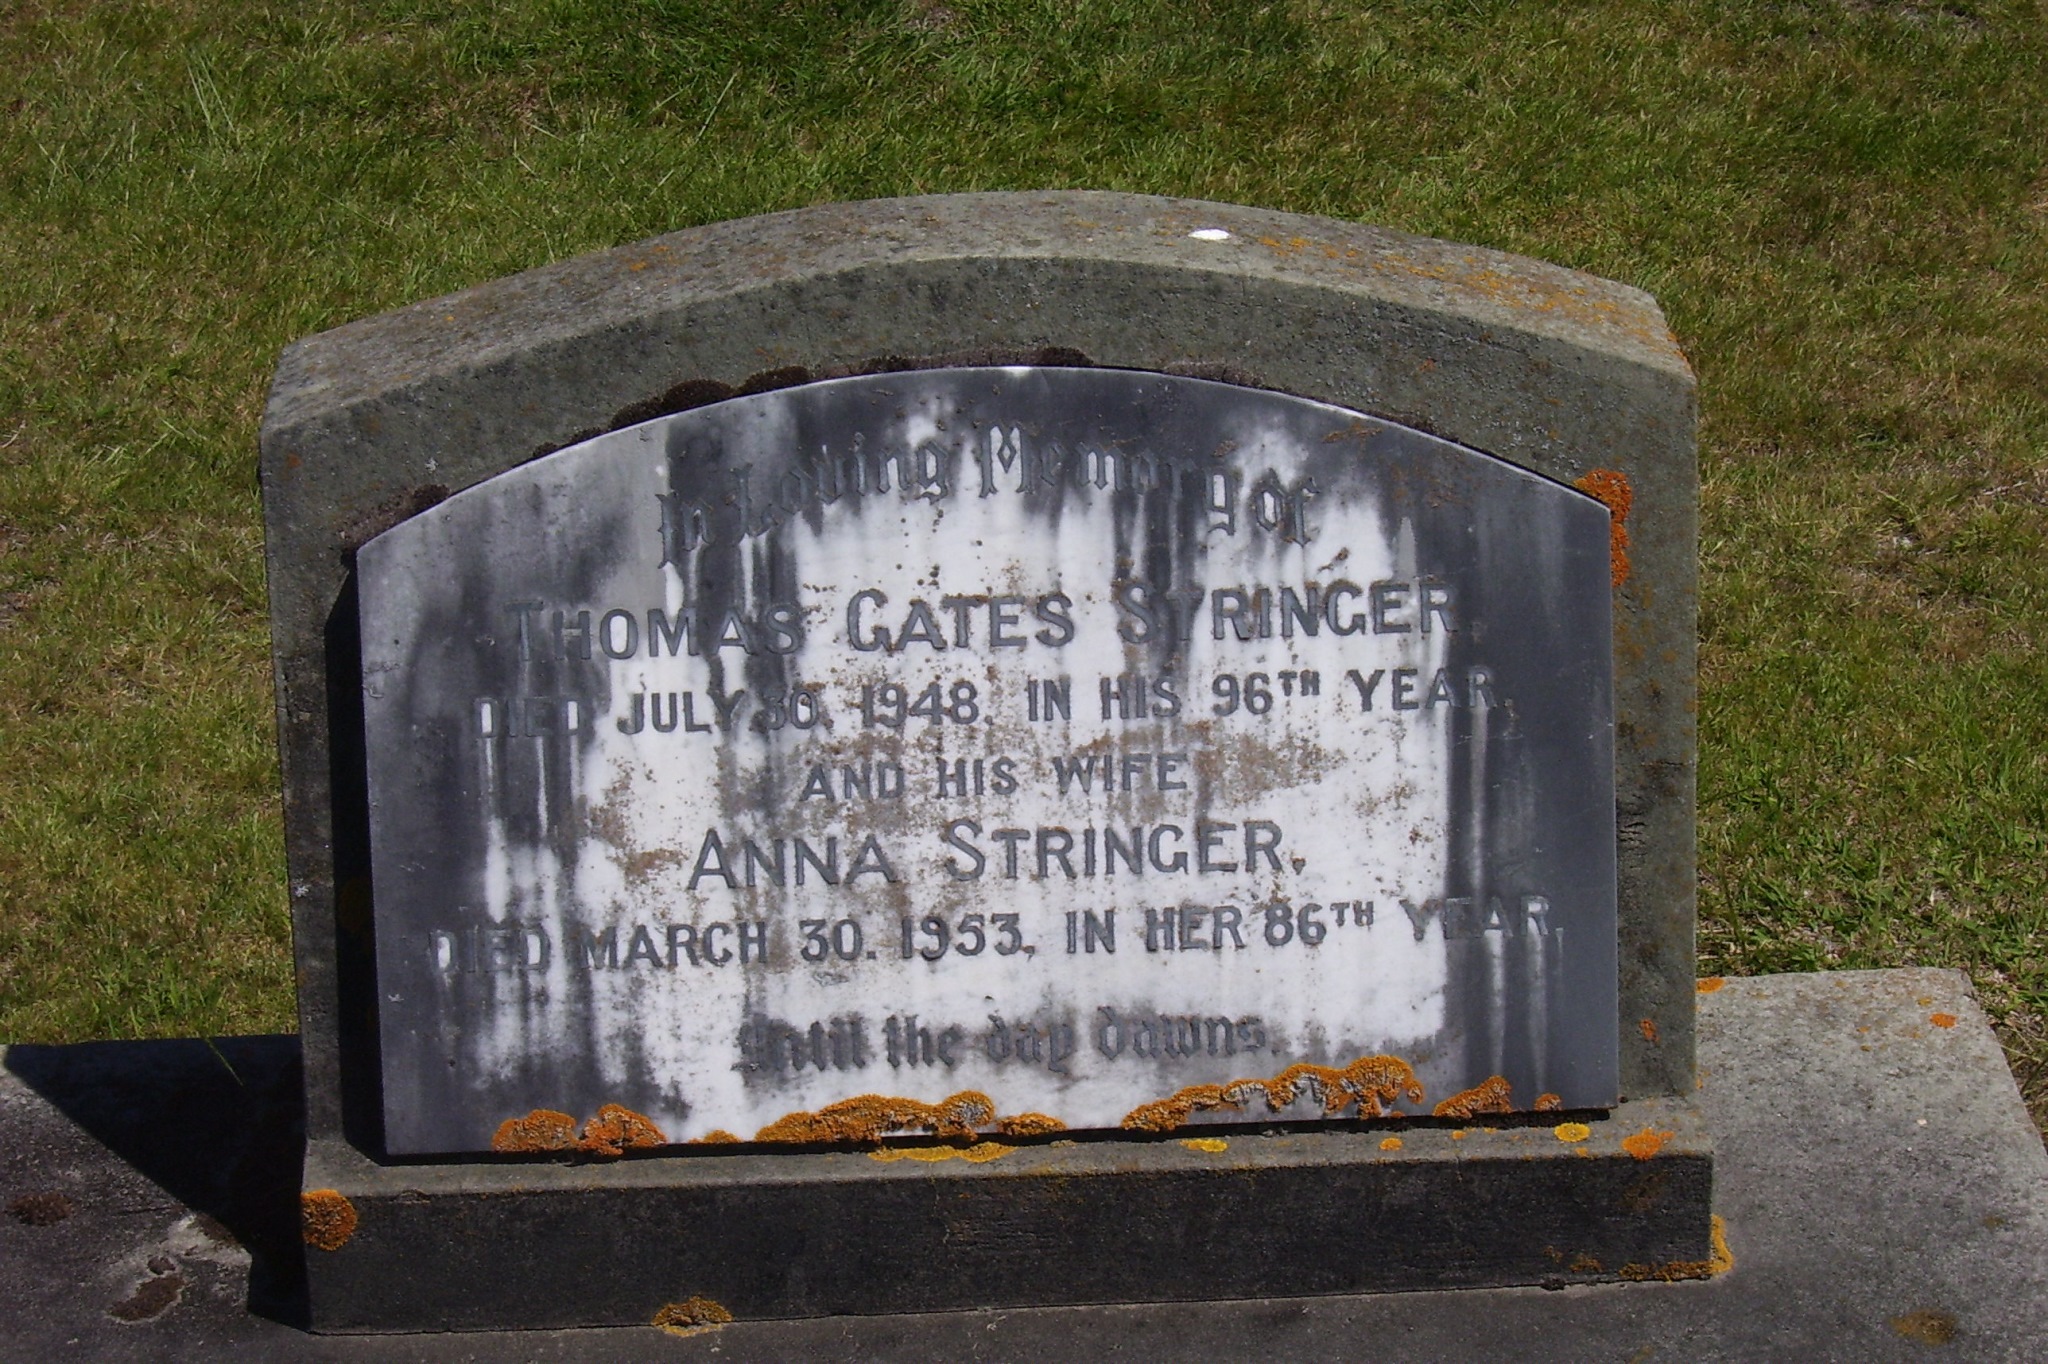 In Loving Memory of
THOMAS GATES STRINGER
DIED JULY 30, 1948, IN HIS 96TH YEAR.
AND HIS WIFE
ANNA STRINGER,
DIED MARCH 30, 1953, IN HER 86TH YEAR.
Until the day dawns.